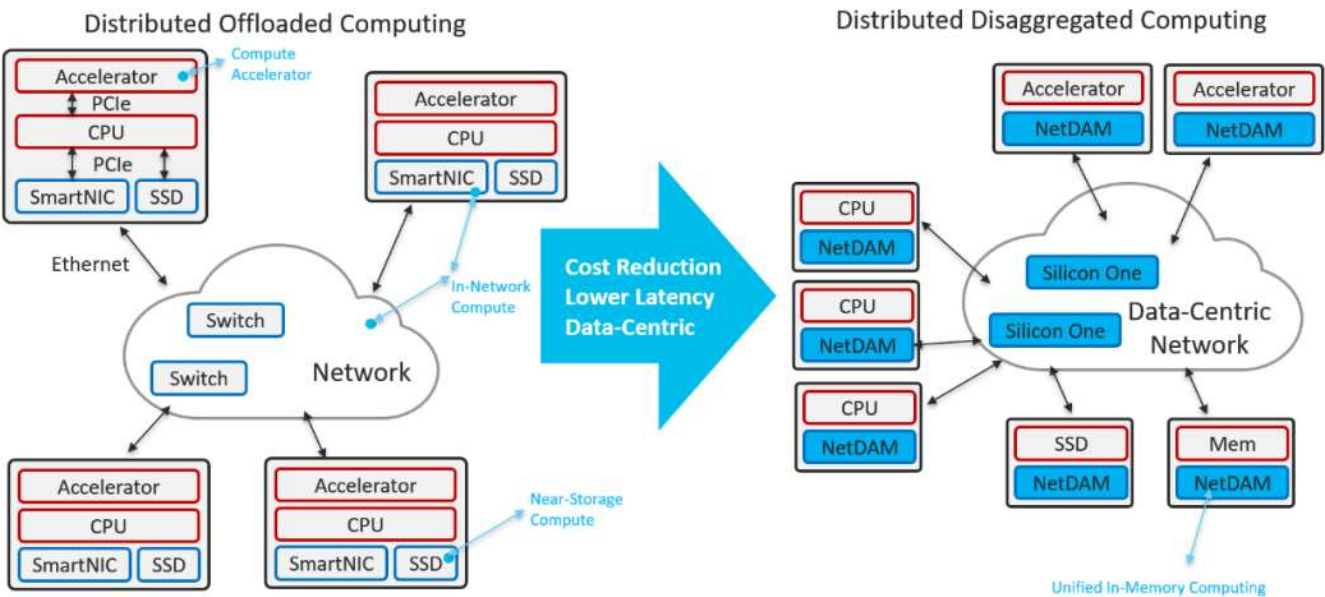 Distributed Offloaded Computing
Accelerator
PCIe
CPU
PCIe
SmartNIC
SSD
Compute
Accelerator
Accelerator
CPU
SmartNIC
SSD
Ethernet
In-Network
Compute
Switch
Switch
Network
Accelerator
CPU
SmartNIC
SSD
Accelerator
CPU
SmartNIC
SSD
Near-Storage
Compute
Cost Reduction
Lower Latency
Data-Centric
Distributed Disaggregated Computing
Accelerator
NetDAM
Accelerator
NetDAM
CPU
NetDAM
CPU
NetDAM
CPU
NetDAM
Silicon One
Silicon One
Data-Centric
Network
SSD
NetDAM
Mem
NetDAM
Unified In-Memory Computing